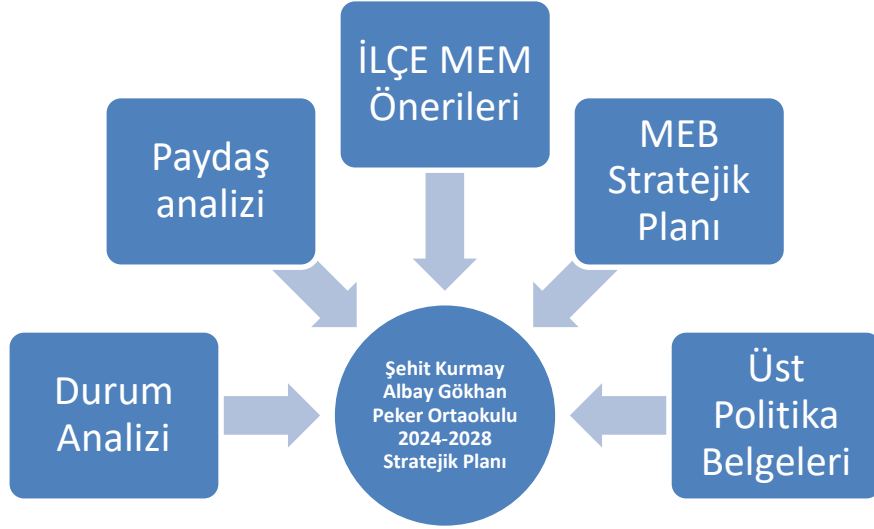 İLÇE MEM
Önerileri
Paydaş
analizi
MEB
Stratejik
Planı
Durum
Analizi
Şehit Kurmay
Albay Gökhan
Peker Ortaokulu
2024-2028
Stratejik Planı
Üst
Politika
Belgeleri